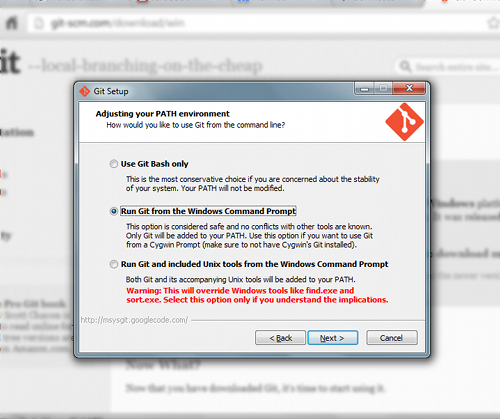 git-scm.com/download/win
it --local-branching-on-the-cheap
Search entire site...
Git Setup
Adjusting your PATH environment
How would you like to use Git from the command line?
Use Git Bash only
This is the most conservative choice if you are concerned about the stability
of your system. Your PATH will not be modified.
Run Git from the Windows Command Prompt
This option is considered safe and no conflicts with other tools are known.
Only Git will be added to your PATH. Use this option if you want to use Git
from a Cygwin Prompt (make sure to not have Cygwin's Git installed).
Run Git and included Unix tools from the Windows Command Prompt
Both Git and its accompanying Unix tools will be added to your PATH.
Warning: This will override Windows tools like find.exe and
sort.exe. Select this option only if you understand the implications.
http://msysgit.googlecode.com/
< Back
Next >
Cancel
Pro Git book
Now What?
Now that you have downloaded Git, it's time to start using it.